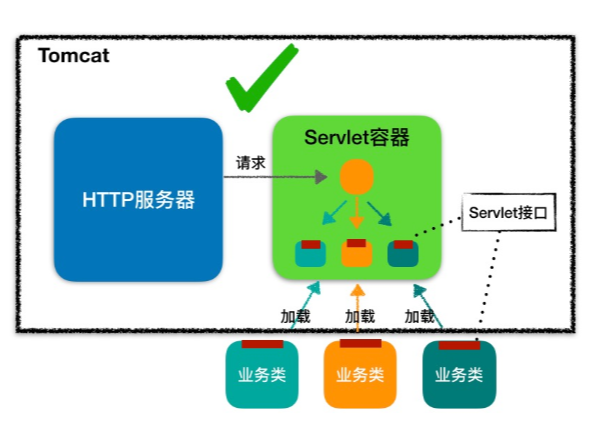 Tomcat
Servlet容器
请求
HTTP服务器
Servlet接口
加载
加载
加载
业务类
业务类
业务类